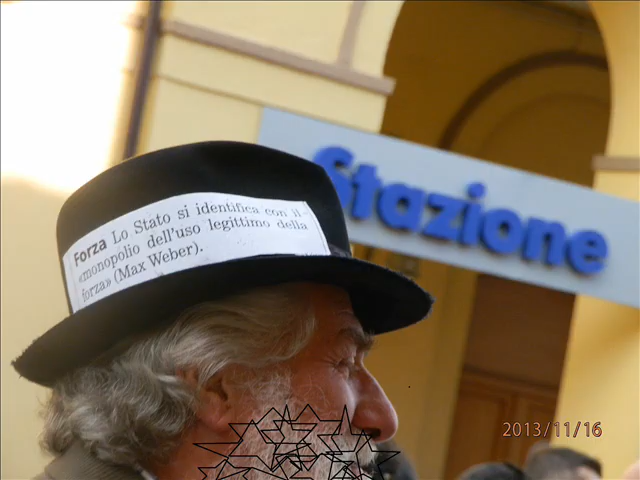 Stazione
Forza Lo Stato si identifica con il
«monopolio dell'uso legittimo della
forza» (Max Weber).
2013/11/16